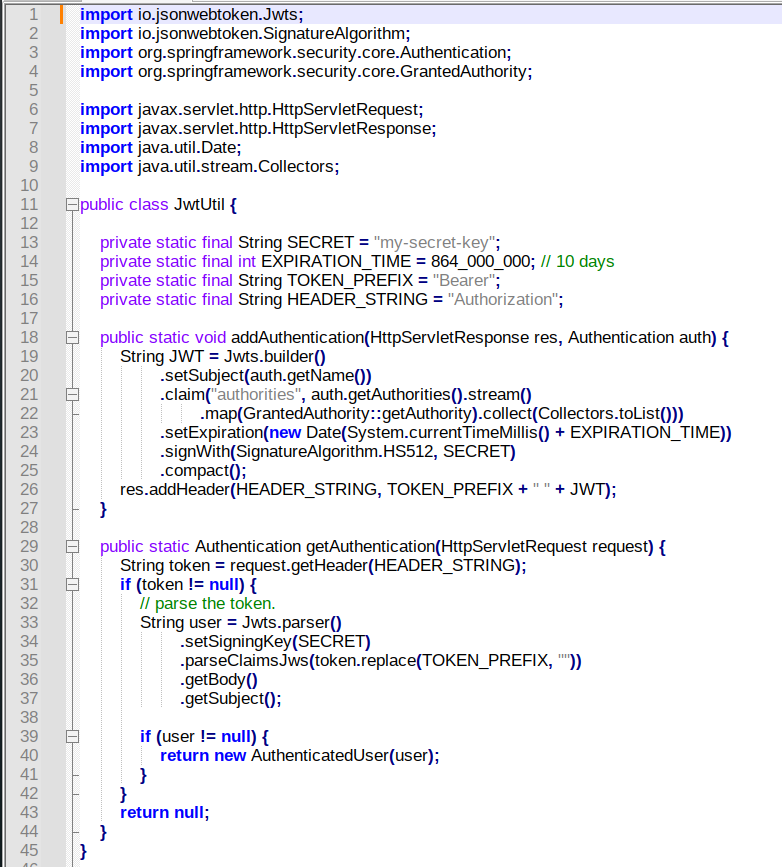 1 import io.jsonwebtoken.Jwts;
2 import io.jsonwebtoken.SignatureAlgorithm;
3 import org.springframework.security.core.Authentication;
4 import org.springframework.security.core.GrantedAuthority;
5
6 import javax.servlet.http.HttpServletRequest;
7 import javax.servlet.http.HttpServletResponse;
8 import java.util.Date;
9 import java.util.stream.Collectors;
10
11 public class JwtUtil {
12
13     private static final String SECRET = "my-secret-key";
14     private static final int EXPIRATION_TIME = 864_000_000; // 10 days
15     private static final String TOKEN_PREFIX = "Bearer";
16     private static final String HEADER_STRING = "Authorization";
17
18     public static void addAuthentication(HttpServletResponse res, Authentication auth) {
19         String JWT = Jwts.builder()
20                 .setSubject(auth.getName())
21                 .claim("authorities", auth.getAuthorities().stream()
22                         .map(GrantedAuthority::getAuthority).collect(Collectors.toList()))
23                 .setExpiration(new Date(System.currentTimeMillis() + EXPIRATION_TIME))
24                 .signWith(SignatureAlgorithm.HS512, SECRET)
25                 .compact();
26         res.addHeader(HEADER_STRING, TOKEN_PREFIX + " " + JWT);
27     }
28
29     public static Authentication getAuthentication(HttpServletRequest request) {
30         String token = request.getHeader(HEADER_STRING);
31         if (token != null) {
32             // parse the token.
33             String user = Jwts.parser()
34                     .setSigningKey(SECRET)
35                     .parseClaimsJws(token.replace(TOKEN_PREFIX, ""))
36                     .getBody()
37                     .getSubject();
38
39             if (user != null) {
40                 return new AuthenticatedUser(user);
41             }
42         }
43         return null;
44     }
45 }